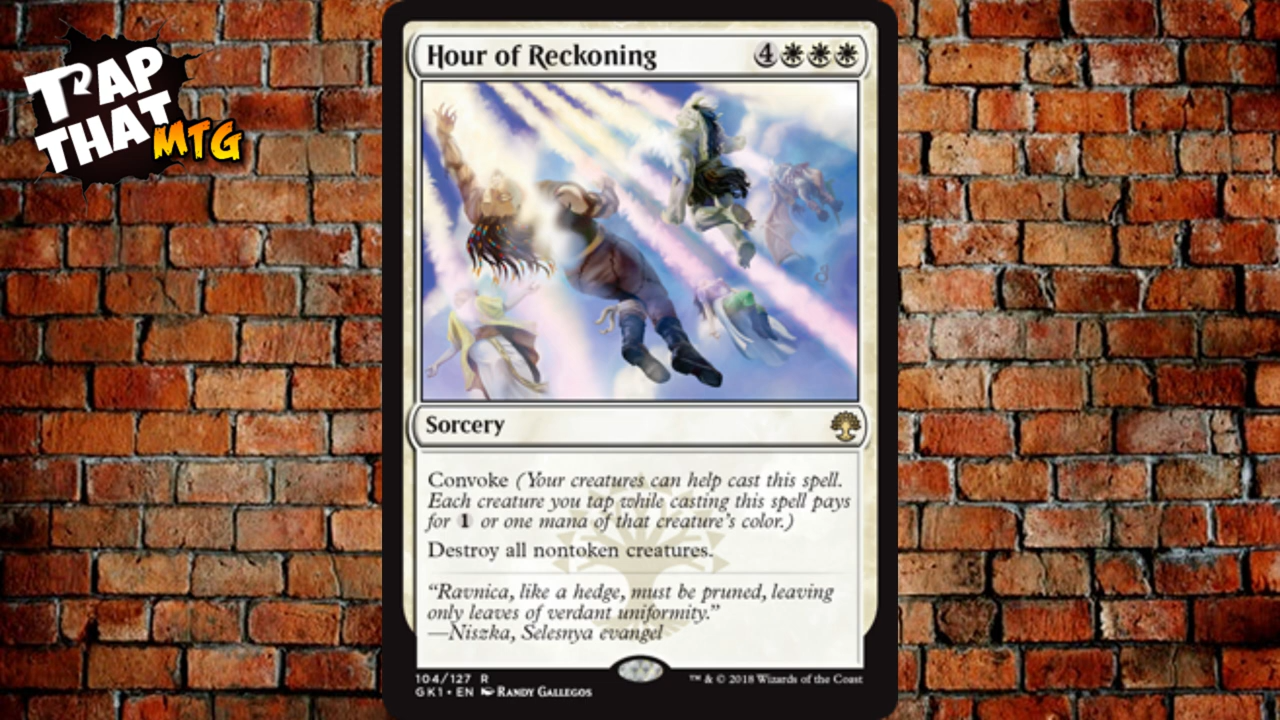 TAP
THAT
MTG
Hour of Reckoning 4
Sorcery
Convoke (Your creatures can help cast this spell.
Each creature you tap while casting this spell pays
for 1 or one mana of that creature's color.)
Destroy all nontoken creatures.
"Ravnica, like a hedge, must be pruned, leaving
only leaves of verdant uniformity."
—Niszka, Selesnya evangel
104/127 R
GK1 • EN Randy Gallegos
™ & © 2018 Wizards of the Coast